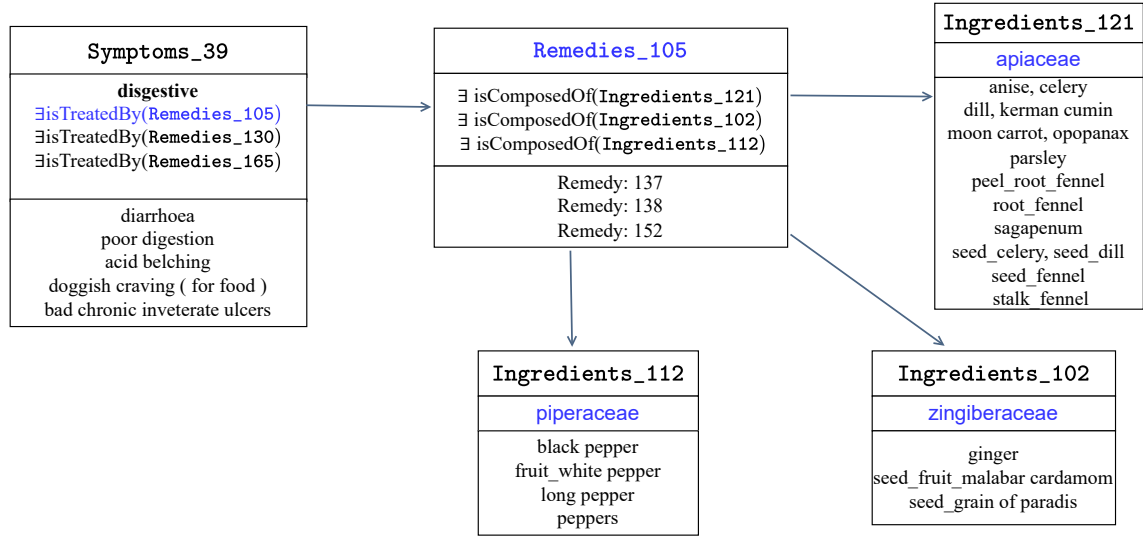 Symptoms_39
disgestive
∃isTreatedBy(Remedies_105)
∃isTreatedBy(Remedies_130)
∃isTreatedBy(Remedies_165)
diarrhoea
poor digestion
acid belching
doggish craving ( for food )
bad chronic inveterate ulcers
Remedies_105
∃ isComposedOf(Ingredients_121)
∃ isComposedOf(Ingredients_102)
∃ isComposedOf(Ingredients_112)
Remedy: 137
Remedy: 138
Remedy: 152
Ingredients_121
apiaceae
anise, celery
dill, kerman cumin
moon carrot, opopanax
parsley
peel_root_fennel
root_fennel
sagapenum
seed_celery, seed_dill
seed_fennel
stalk_fennel
Ingredients_112
piperaceae
black pepper
fruit_white pepper
long pepper
peppers
Ingredients_102
zingiberaceae
ginger
seed_fruit_malabar cardamom
seed_grain of paradis